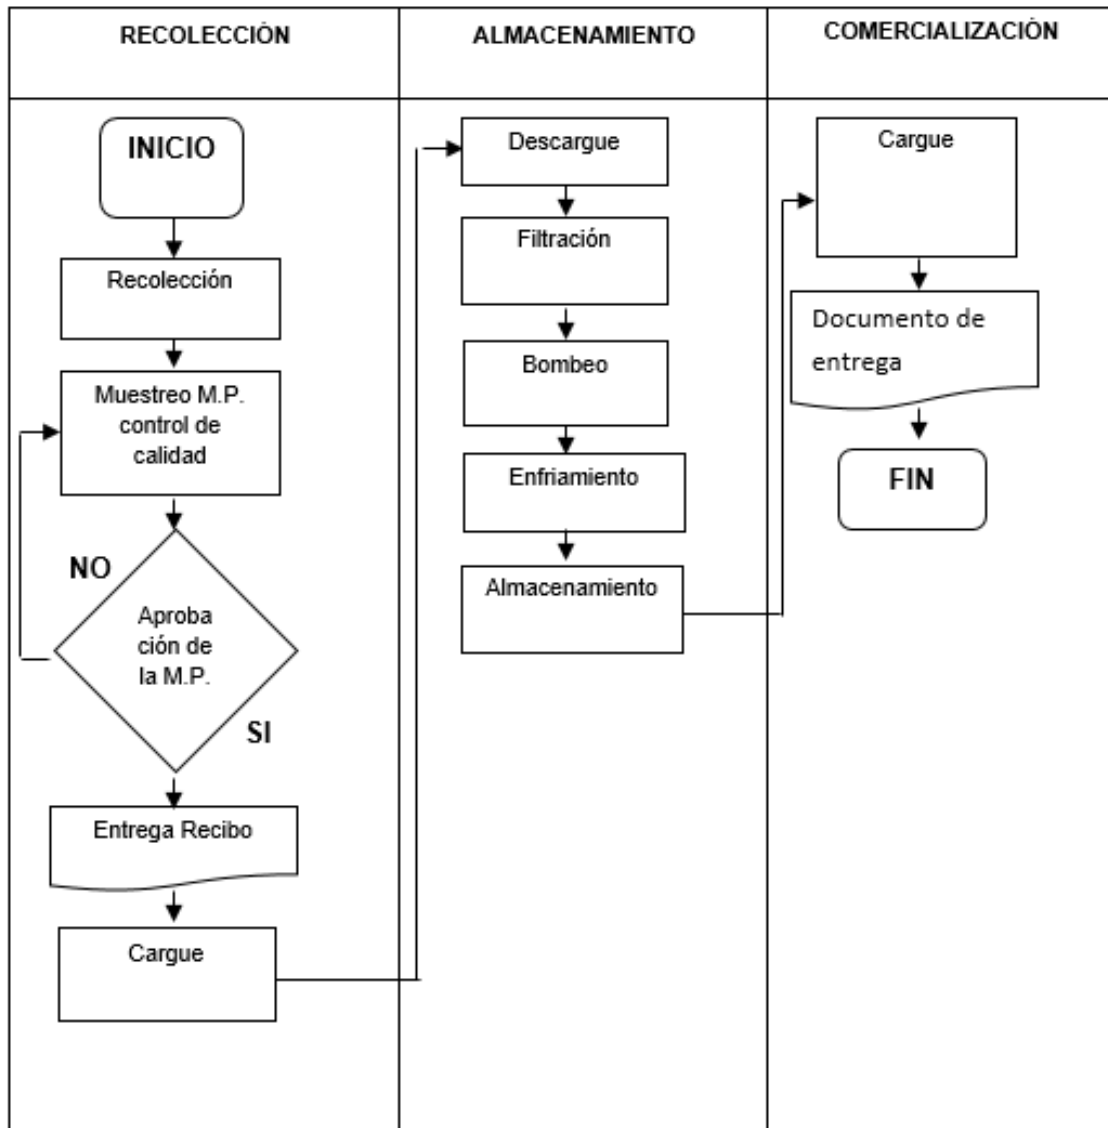 RECOLECCIÓN
ALMACENAMIENTO
COMERCIALIZACIÓN
INICIO
Recolección
Muestreo M.P.
control de
calidad
NO
Aproba
ción de
la M.P.
SI
Entrega Recibo
Cargue
Descargue
Filtración
Bombeo
Enfriamiento
Almacenamiento
Cargue
Documento de
entrega
FIN